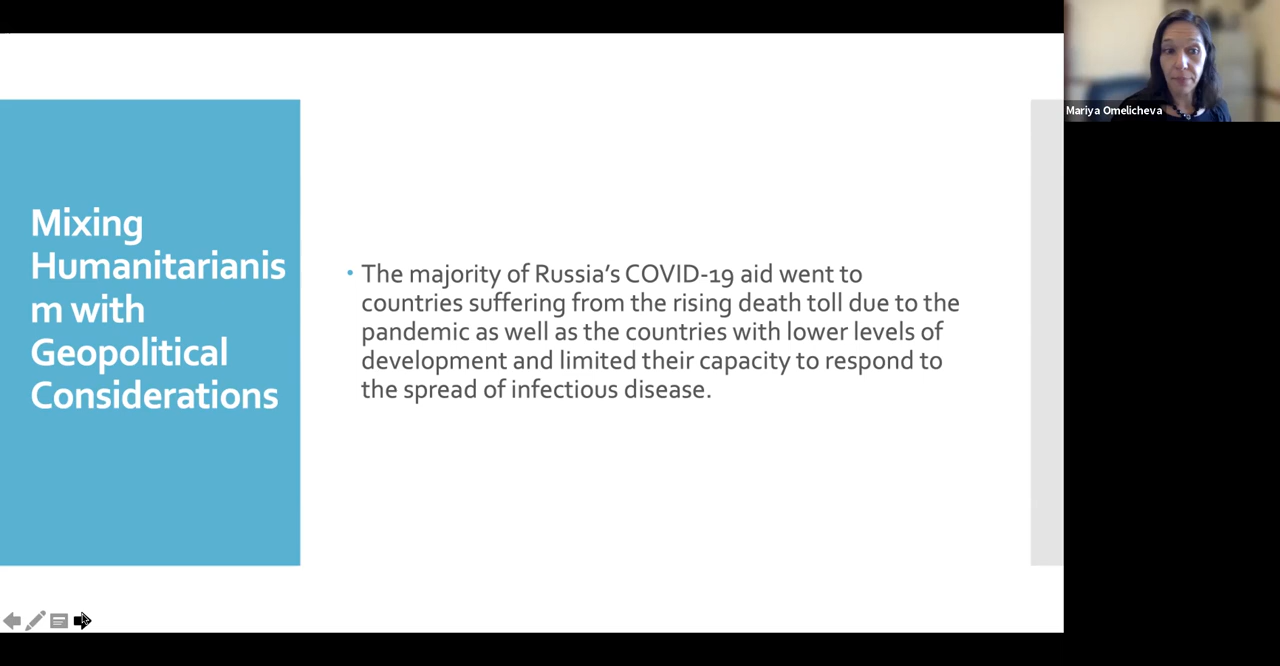 Mixing
Humanitarianis
m with
Geopolitical
Considerations
• The majority of Russia's COVID-19 aid went to
countries suffering from the rising death toll due to the
pandemic as well as the countries with lower levels of
development and limited their capacity to respond to
the spread of infectious disease.
Mariya Omelicheva